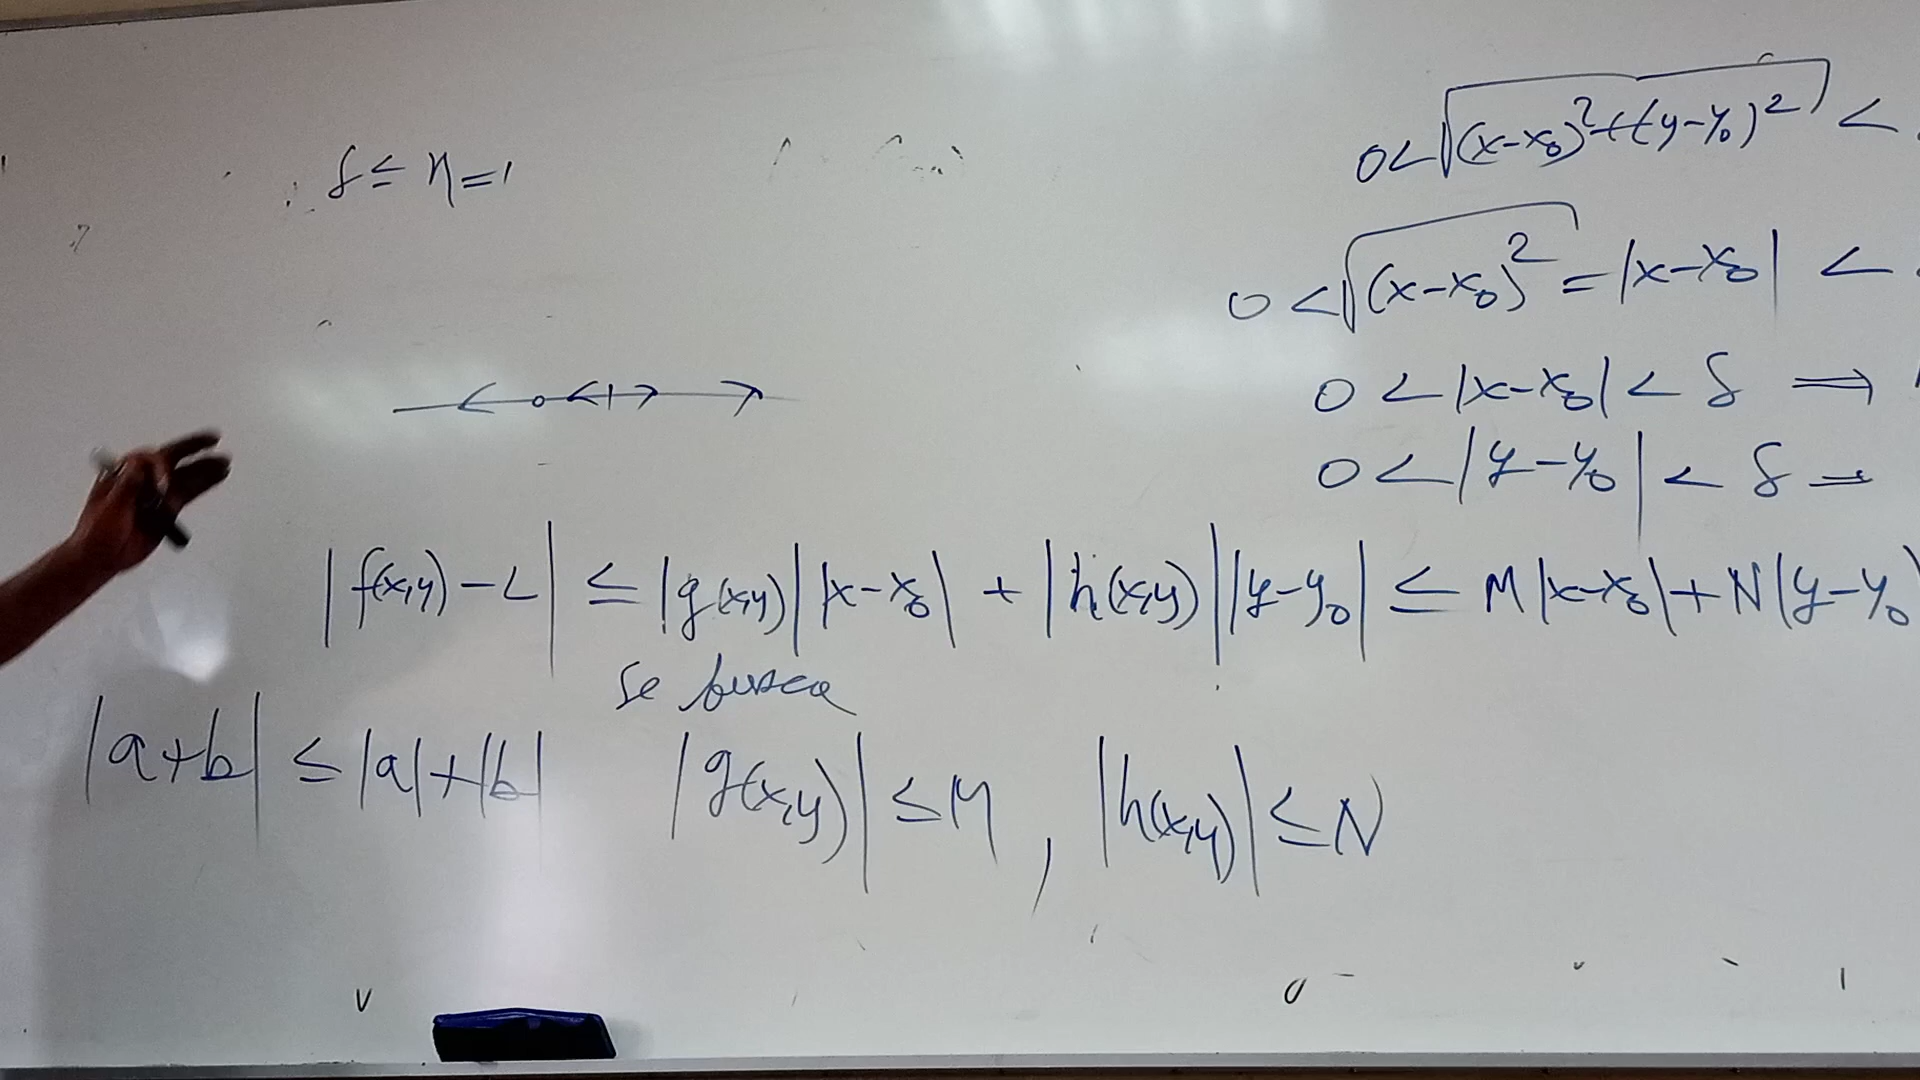 δ ≤ η = 1
0 < √((x-x₀)²+(y-y₀)²) <
0 < √((x-x₀)²) = |x-x₀| <
0 < |x-x₀| < δ ⇒
0 < |y-y₀| < δ ⇒
|f(x,y)-L| ≤ |g(x,y)| |x-x₀| + |h(x,y)| |y-y₀| ≤ M|x-x₀| + N|y-y₀
Se busca
|a+b| ≤ |a|+|b| |g(x,y)| ≤ M , |h(x,y)| ≤ N